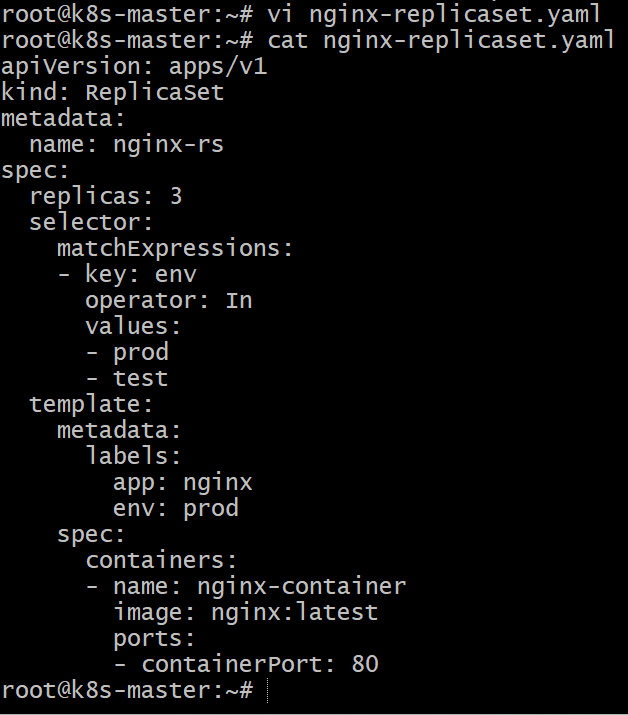 root@k8s-master:~# vi nginx-replicaset.yaml
root@k8s-master:~# cat nginx-replicaset.yaml
apiVersion: apps/v1
kind: ReplicaSet
metadata:
  name: nginx-rs
spec:
  replicas: 3
  selector:
    matchExpressions:
    - key: env
      operator: In
      values:
      - prod
      - test
  template:
    metadata:
      labels:
        app: nginx
        env: prod
    spec:
      containers:
      - name: nginx-container
        image: nginx:latest
        ports:
        - containerPort: 80
root@k8s-master:~#